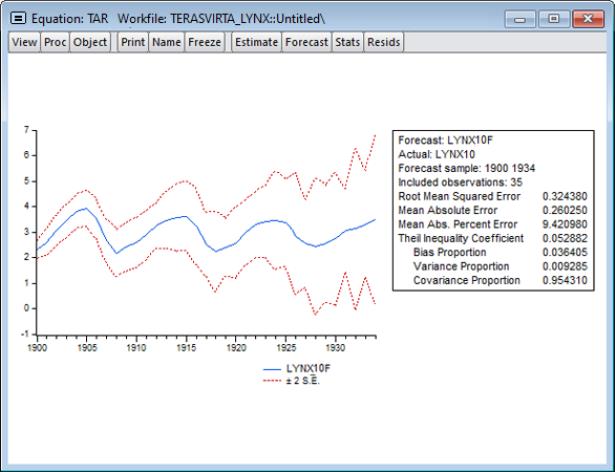 Equation: TAR Workfile: TERASVIRTA_LYNX::Untitled\
View Proc Object Print Name Freeze Estimate Forecast Stats Resids
7
6
5
4
3
2
1
0
-1
1900 1905 1910 1915 1920 1925 1930
LYNX10F
± 2 S.E.
Forecast: LYNX10F
Actual: LYNX10
Forecast sample: 1900 1934
Included observations: 35
Root Mean Squared Error 0.324380
Mean Absolute Error 0.260250
Mean Abs. Percent Error 9.420980
Theil Inequality Coefficient 0.052882
Bias Proportion 0.036405
Variance Proportion 0.009285
Covariance Proportion 0.954310